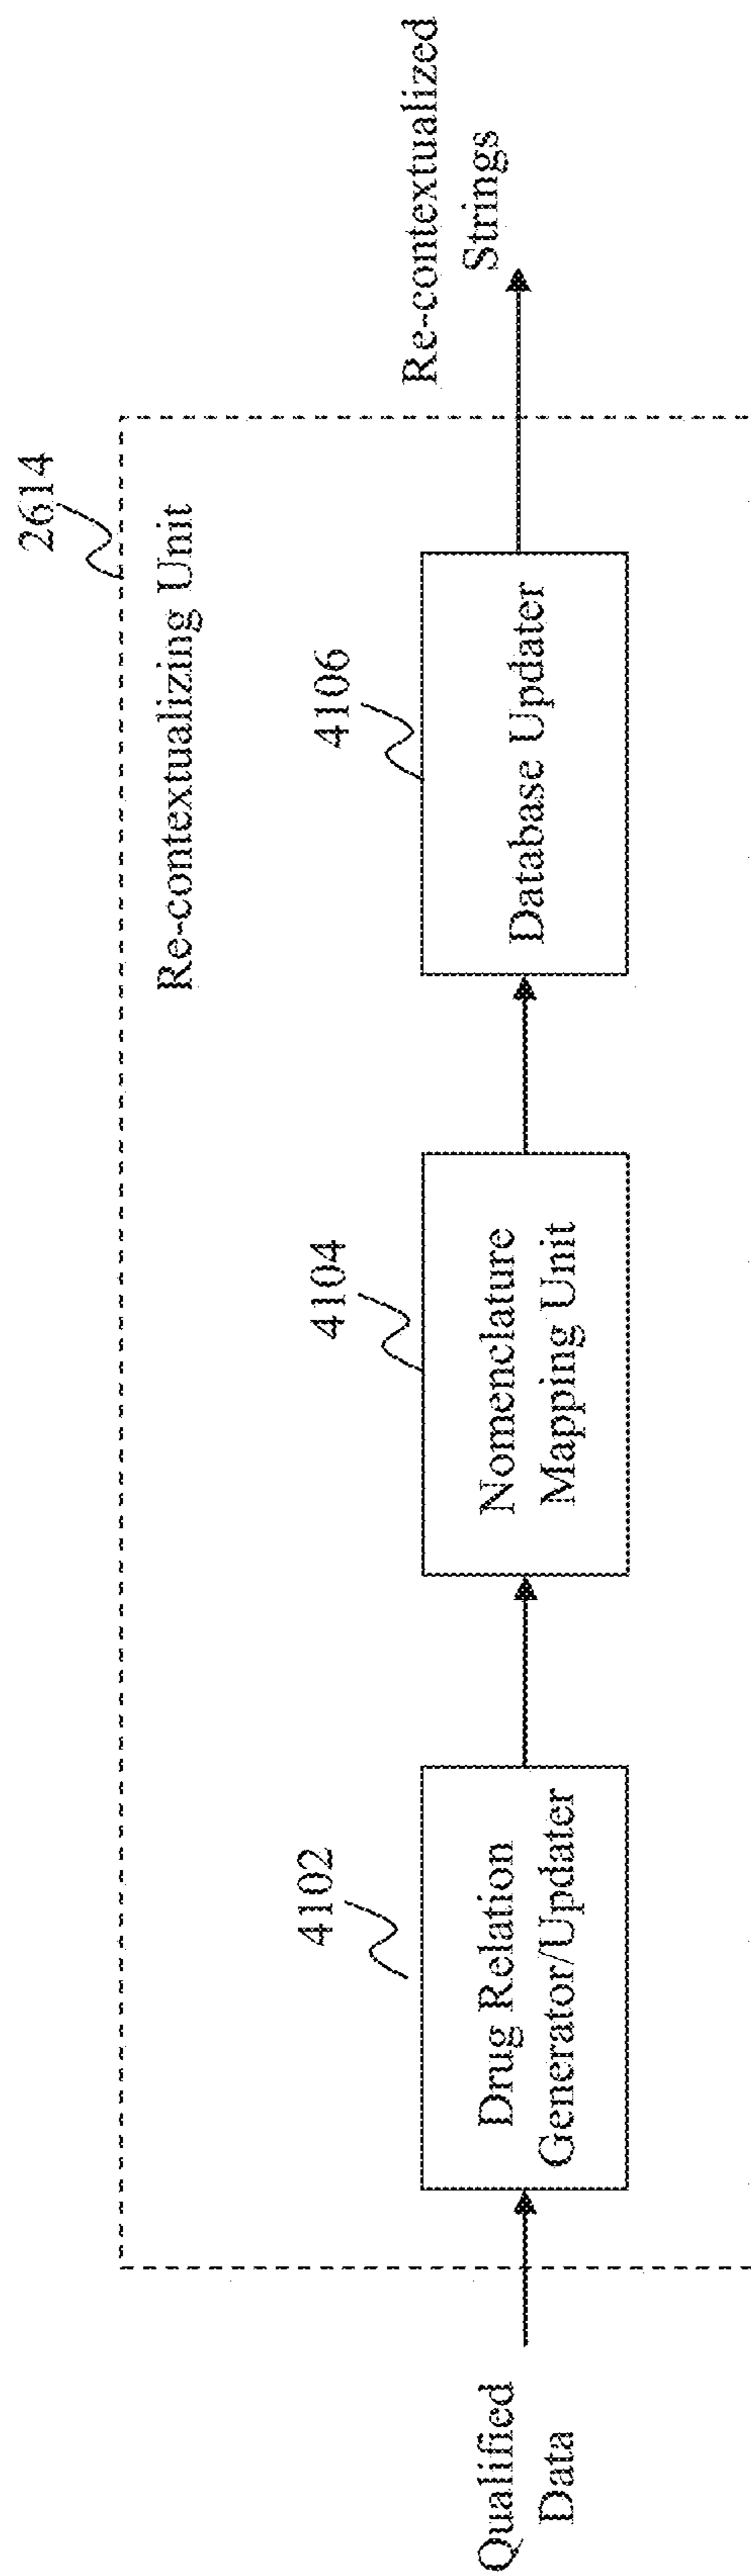 2614
Re-contextualizing Unit
Qualified
Data
4102
Drug Relation
Generator/Updater
4104
Nomenclature
Mapping Unit
4106
Database Updater
Re-contextualized
Strings